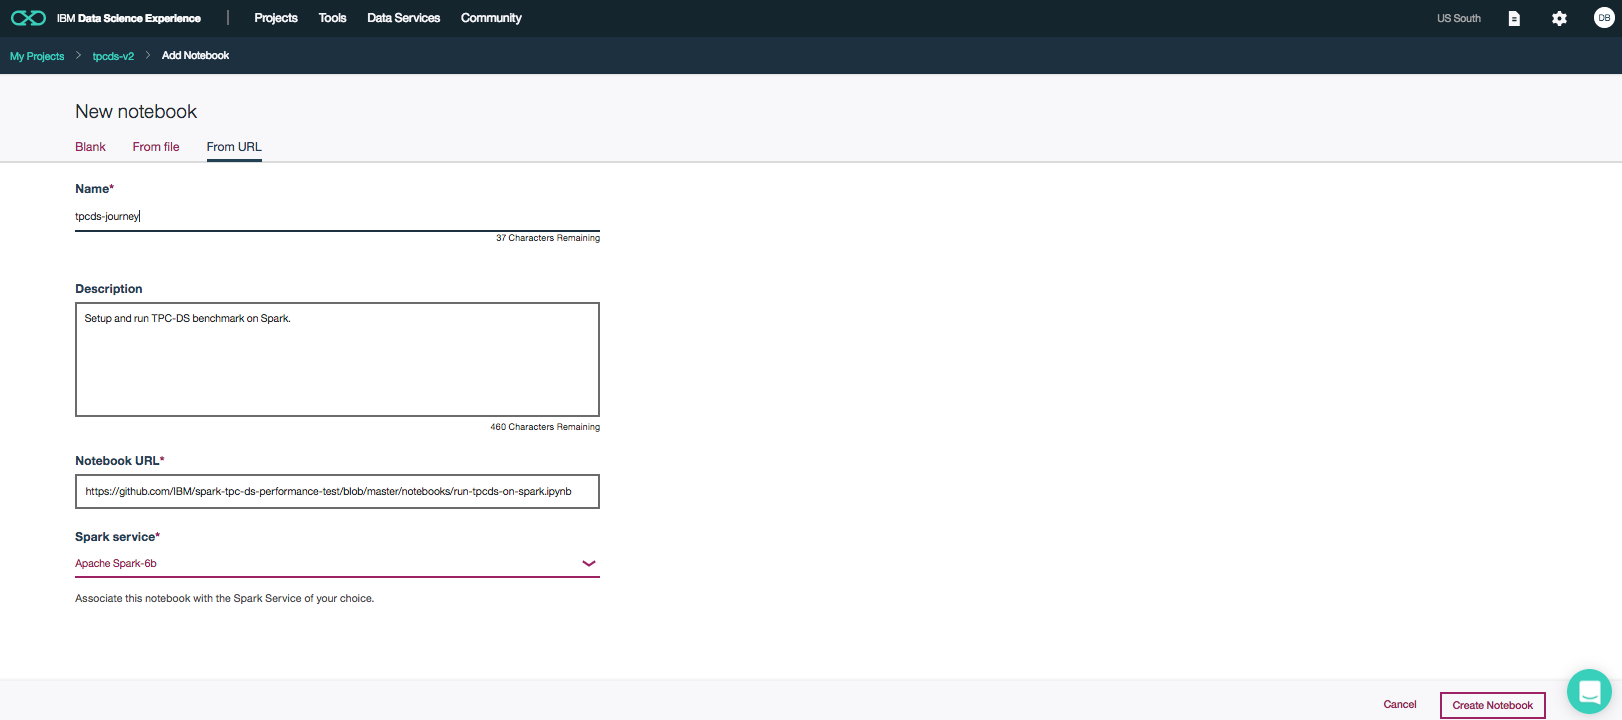 IBM Data Science Experience | Projects Tools Data Services Community US South DB
My Projects > tpcds-v2 > Add Notebook
New notebook
Blank From file From URL
Name*
tpcds-journey
37 Characters Remaining
Description
Setup and run TPC-DS benchmark on Spark.
460 Characters Remaining
Notebook URL*
https://github.com/IBM/spark-tpc-ds-performance-test/blob/master/notebooks/run-tpcds-on-spark.ipynb
Spark service*
Apache Spark-6b
Associate this notebook with the Spark Service of your choice.
Cancel Create Notebook